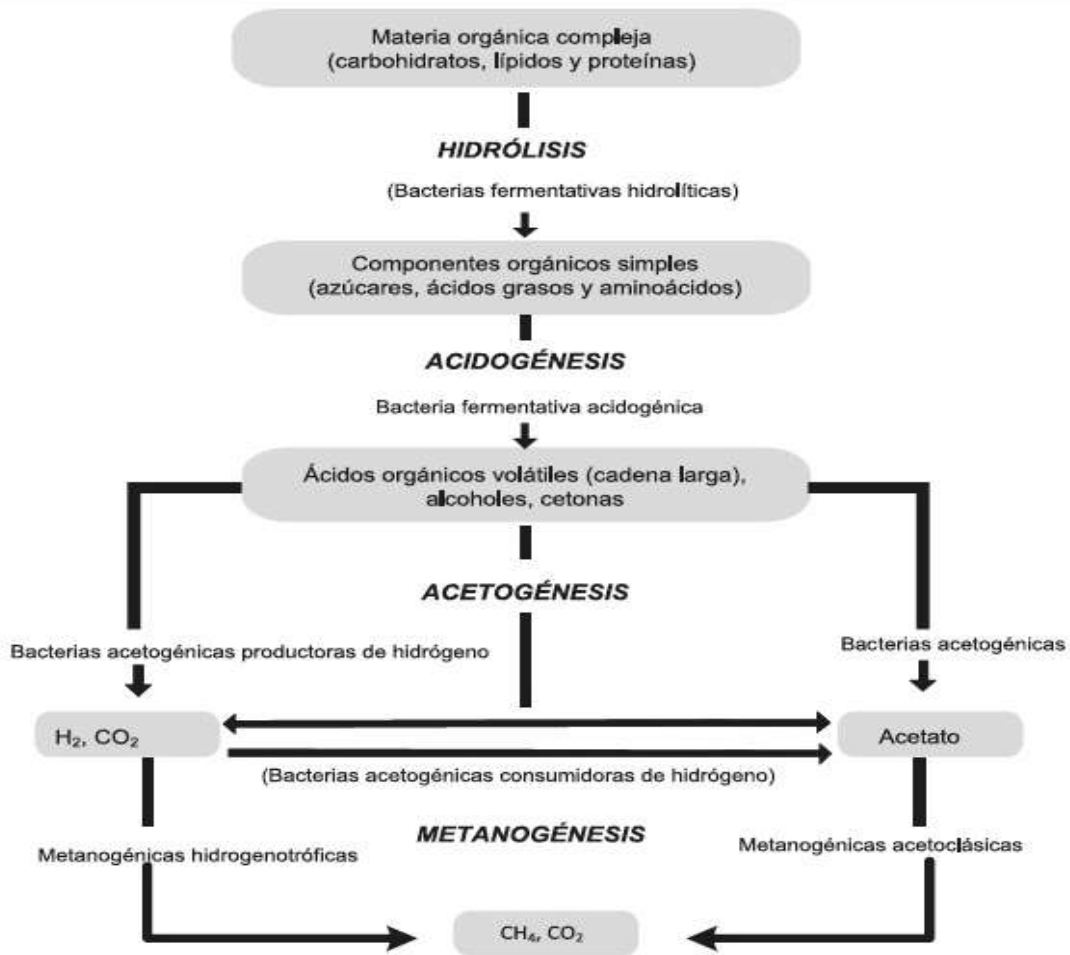 Materia orgánica compleja
(carbohidratos, lípidos y proteínas)
HIDRÓLISIS
(Bacterias fermentativas hidrolíticas)
Componentes orgánicos simples
(azúcares, ácidos grasos y aminoácidos)
ACIDOGÉNESIS
Bacteria fermentativa acidogénica
Ácidos orgánicos volátiles (cadena larga),
alcoholes, cetonas
ACETOGÉNESIS
Bacterias acetogénicas productoras de hidrógeno
Bacterias acetogénicas
H₂, CO₂
Acetato
(Bacterias acetogénicas consumidoras de hidrógeno)
METANOGÉNESIS
Metanogénicas hidrogenotróficas
Metanogénicas acetoclásicas
CH₄, CO₂